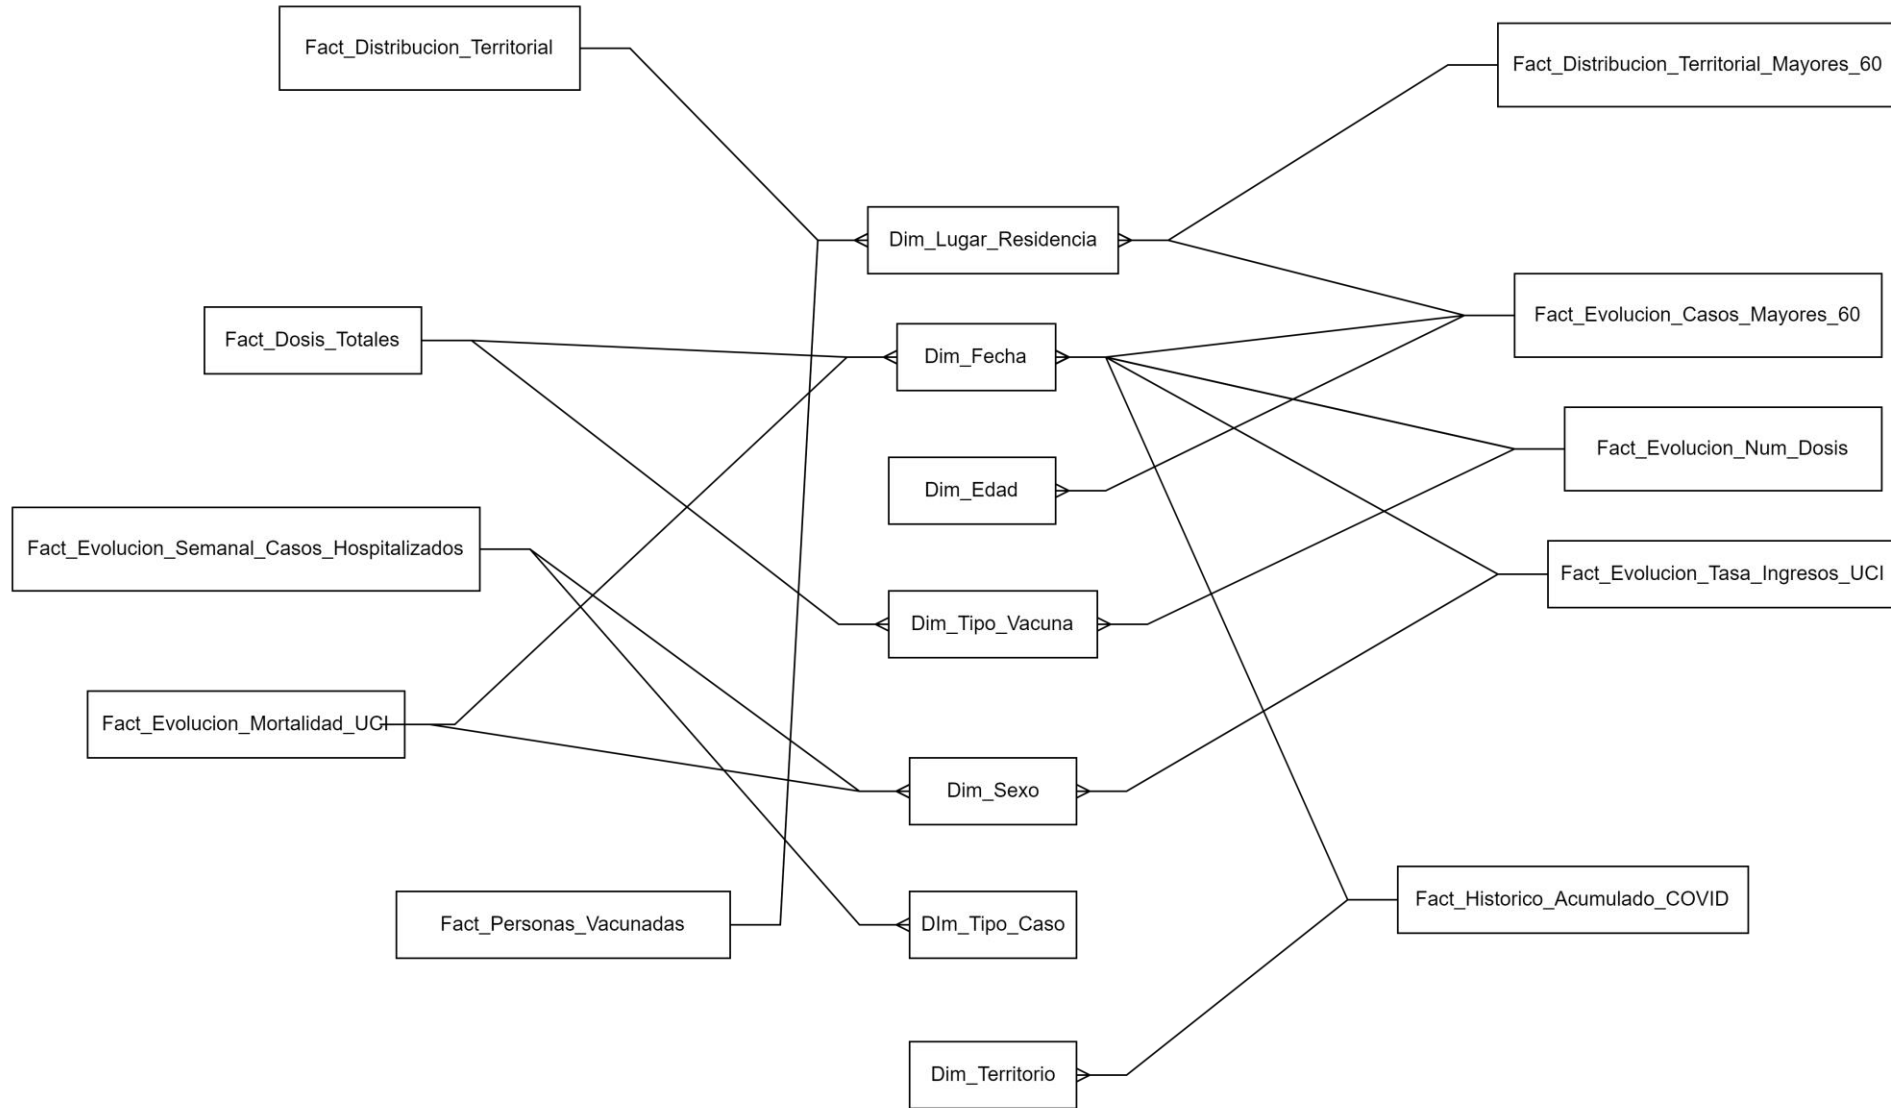 Fact_Distribucion_Territorial
Fact_Distribucion_Territorial_Mayores_60
Dim_Lugar_Residencia
Fact_Evolucion_Casos_Mayores_60
Fact_Dosis_Totales
Dim_Fecha
Fact_Evolucion_Num_Dosis
Dim_Edad
Fact_Evolucion_Semanal_Casos_Hospitalizados
Fact_Evolucion_Tasa_Ingresos_UCI
Dim_Tipo_Vacuna
Fact_Evolucion_Mortalidad_UCI
Dim_Sexo
Fact_Historico_Acumulado_COVID
Fact_Personas_Vacunadas
DIm_Tipo_Caso
Dim_Territorio